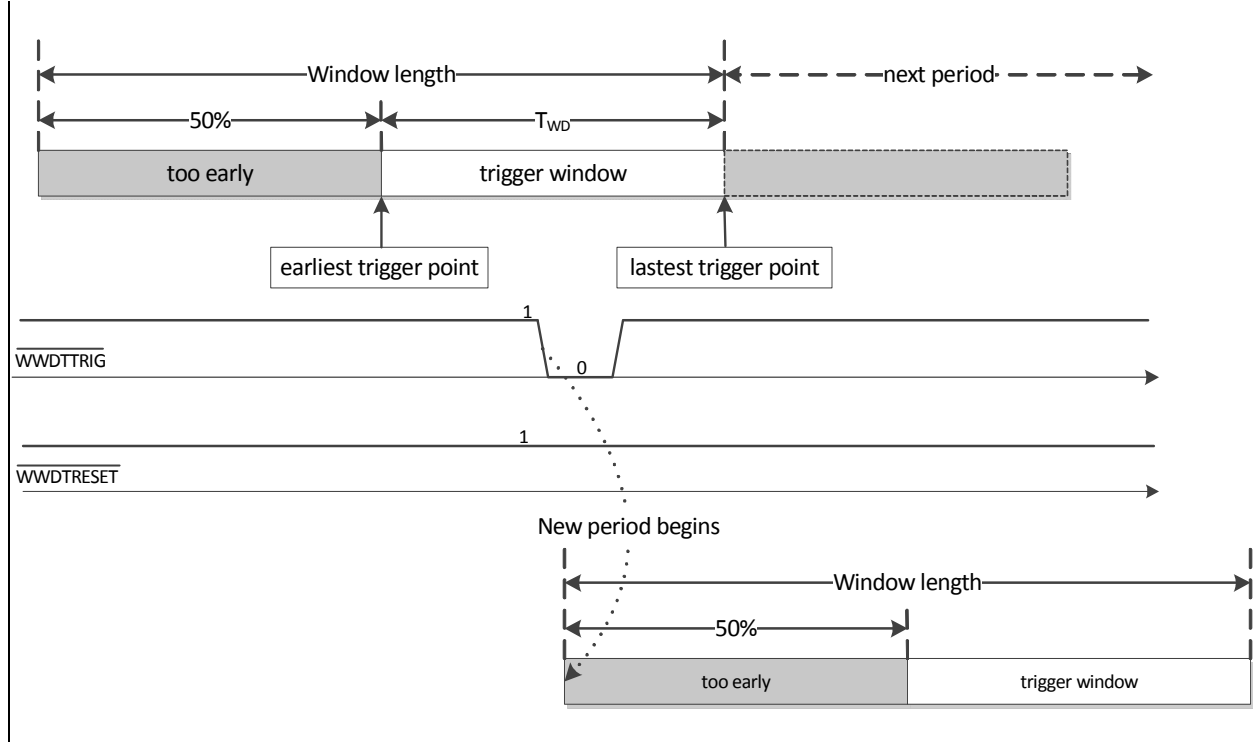 Window length
next period
50%
TWD
too early
trigger window
earliest trigger point
lastest trigger point
1
WWDTTRIG
0
1
WWDTRESET
New period begins
Window length
50%
too early
trigger window